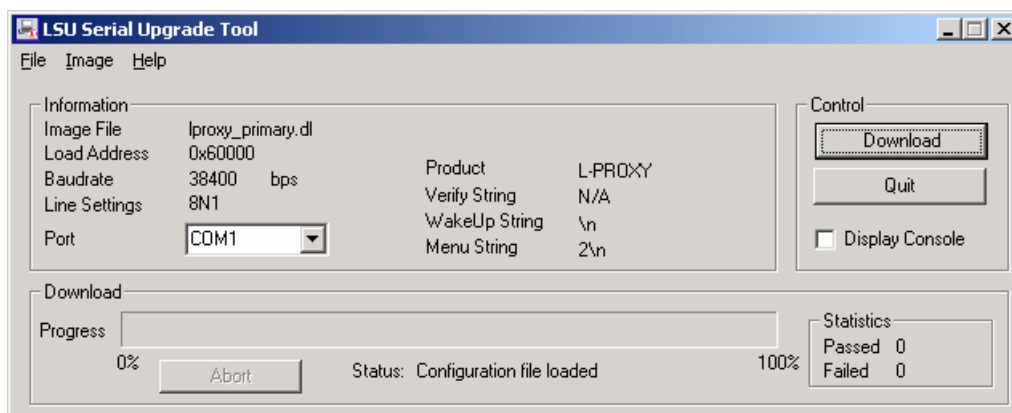 LSU Serial Upgrade Tool
File Image Help
Information
Image File lproxy_primary.dl
Load Address 0x60000
Baudrate 38400 bps
Line Settings 8N1
Port COM1
Product L-PROXY
Verify String N/A
WakeUp String \n
Menu String 2\n
Control
Download
Quit
Display Console
Download
Progress
0%
100%
Abort
Status: Configuration file loaded
Statistics
Passed 0
Failed 0